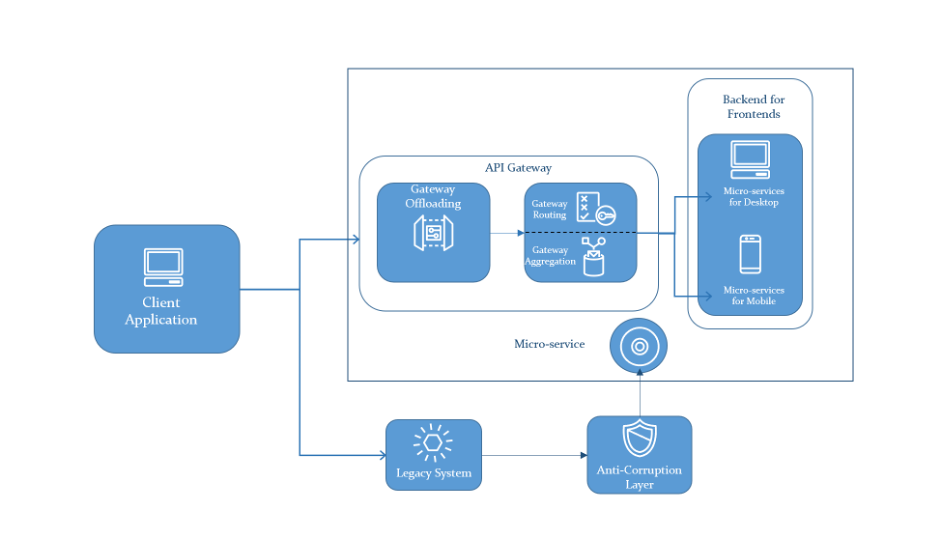 Backend for
Frontends
API Gateway
Gateway
Offloading
Gateway
Routing
Gateway
Aggregation
Micro-services
for Desktop
Micro-services
for Mobile
Client
Application
Micro-service
Legacy System
Anti-Corruption
Layer